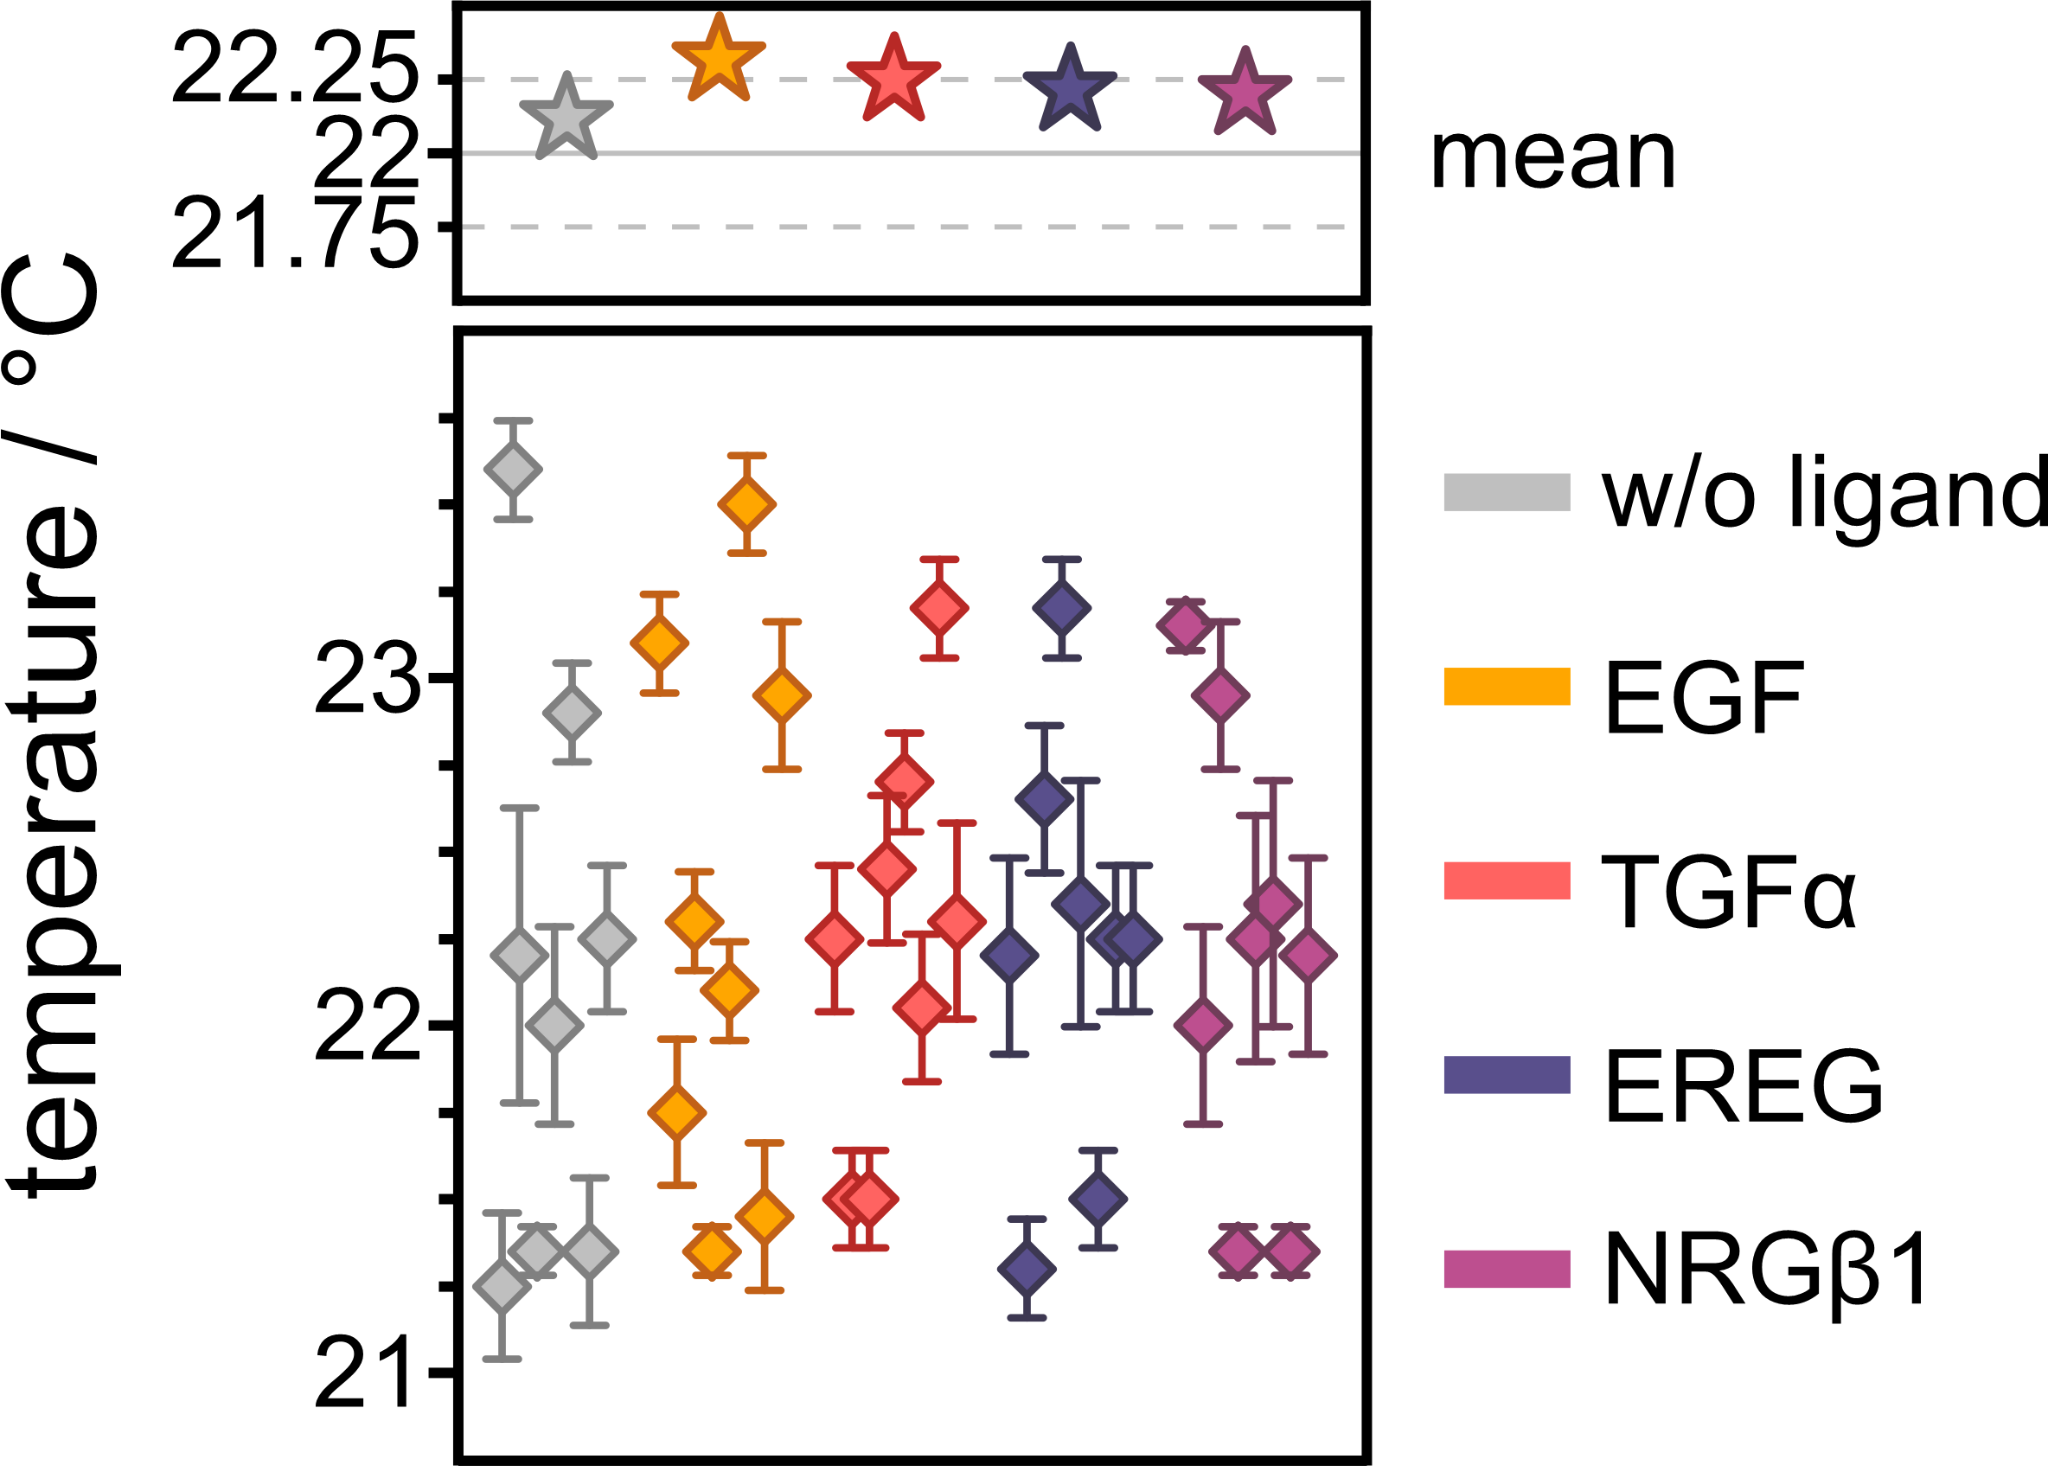 22.25
22
21.75
mean
temperature / °C
23
22
21
w/o ligand
EGF
TGFα
EREG
NRGβ1